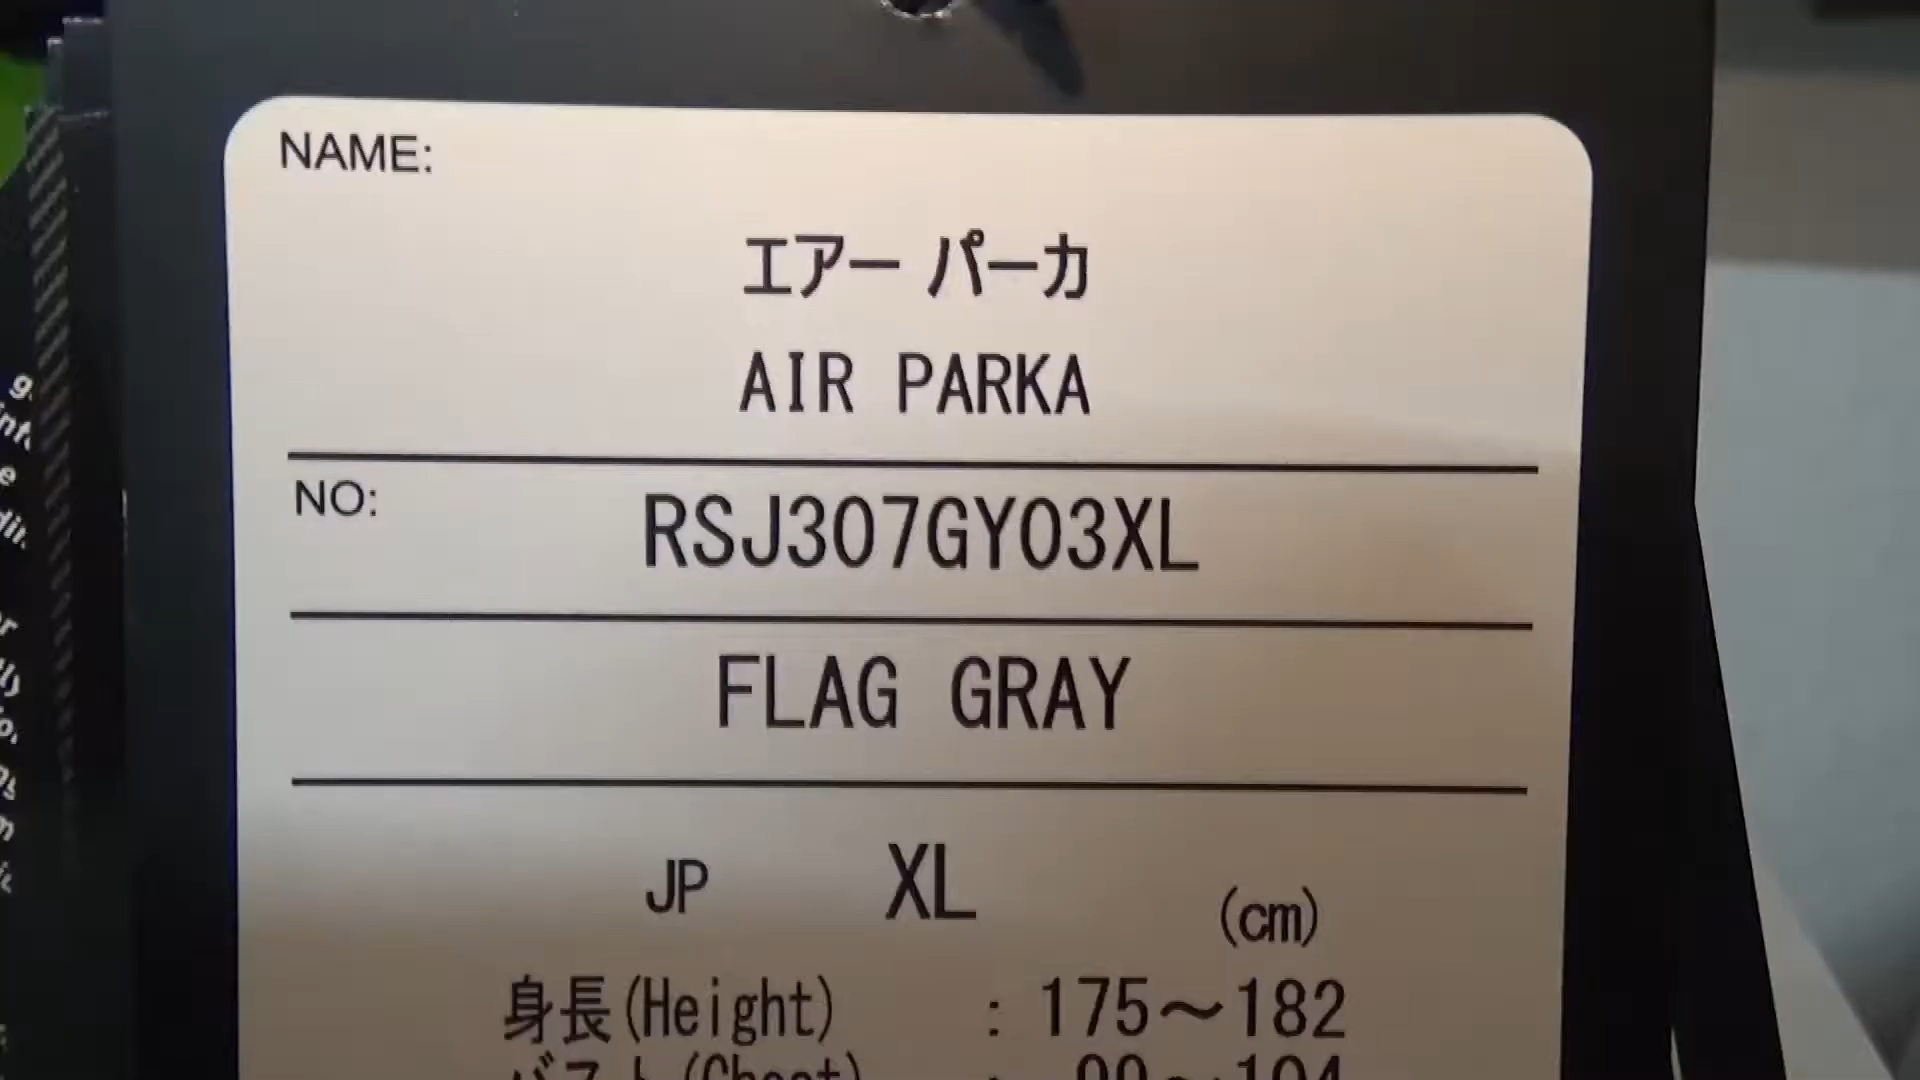 NAME:
エアー パーカ
AIR PARKA
NO: RSJ307GY03XL
FLAG GRAY
JP XL (cm)
身長(Height) : 175〜182